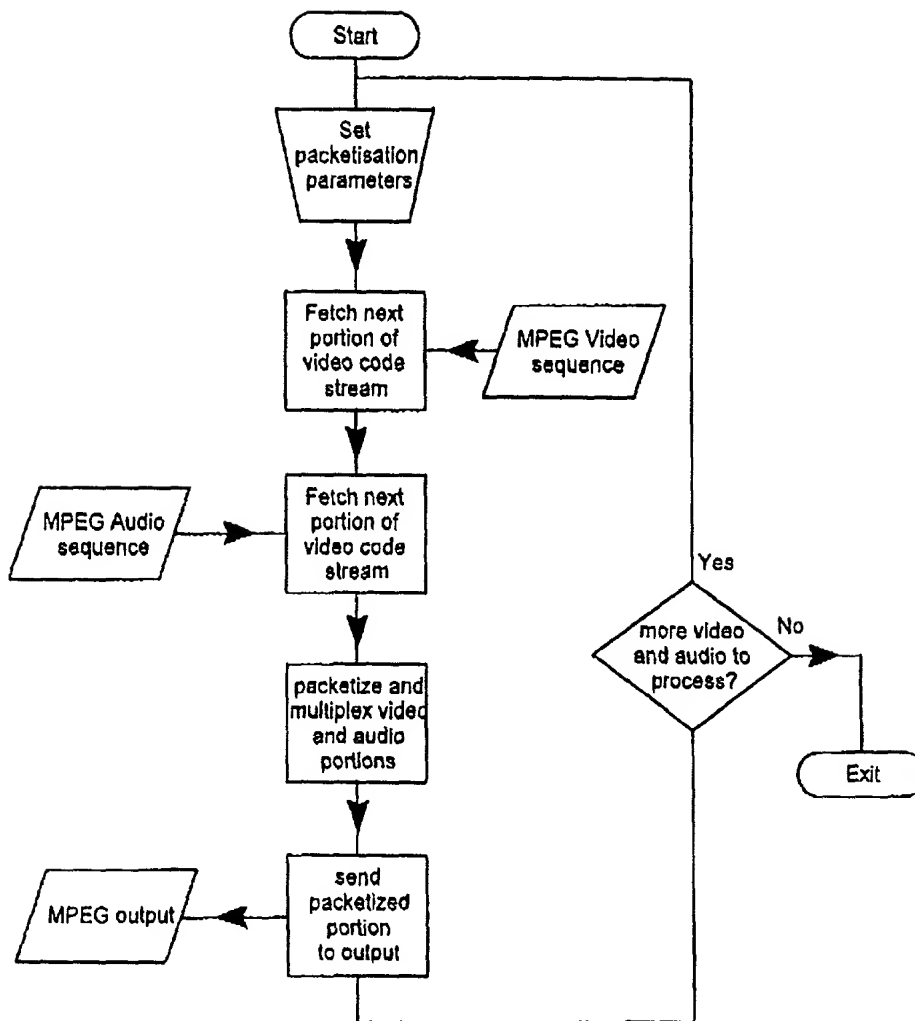 Start
Set
packetisation
parameters
Fetch next
portion of
video code
stream
MPEG Video
sequence
MPEG Audio
sequence
Fetch next
portion of
video code
stream
packetize and
multiplex video
and audio
portions
send
packetized
portion
to output
MPEG output
Yes
more video
and audio to
process?
No
Exit